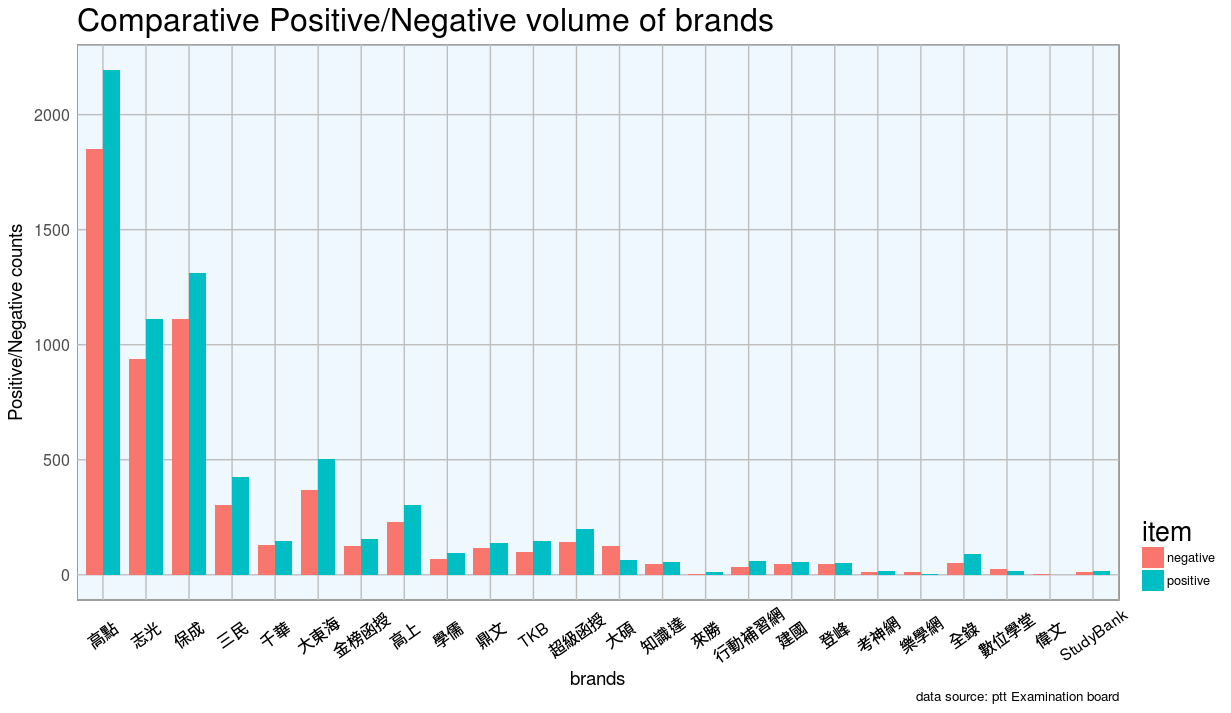 Comparative Positive/Negative volume of brands
Positive/Negative counts
2000
1500
1000
500
0
高點
志光
保成
三民
千華
大東海
金榜函授
高上
學儒
鼎文
TKB
超級函授
大碩
知識達
來勝
行動補習網
建國
登峰
考神網
樂學網
全錄
數位學堂
偉文
StudyBank
brands
item
negative
positive
data source: ptt Examination board